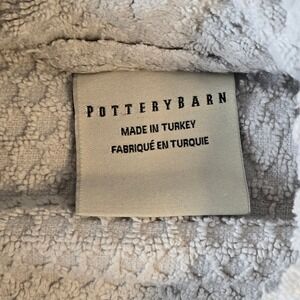 POTTERYBARN
MADE IN TURKEY
FABRIQUÉ EN TURQUIE